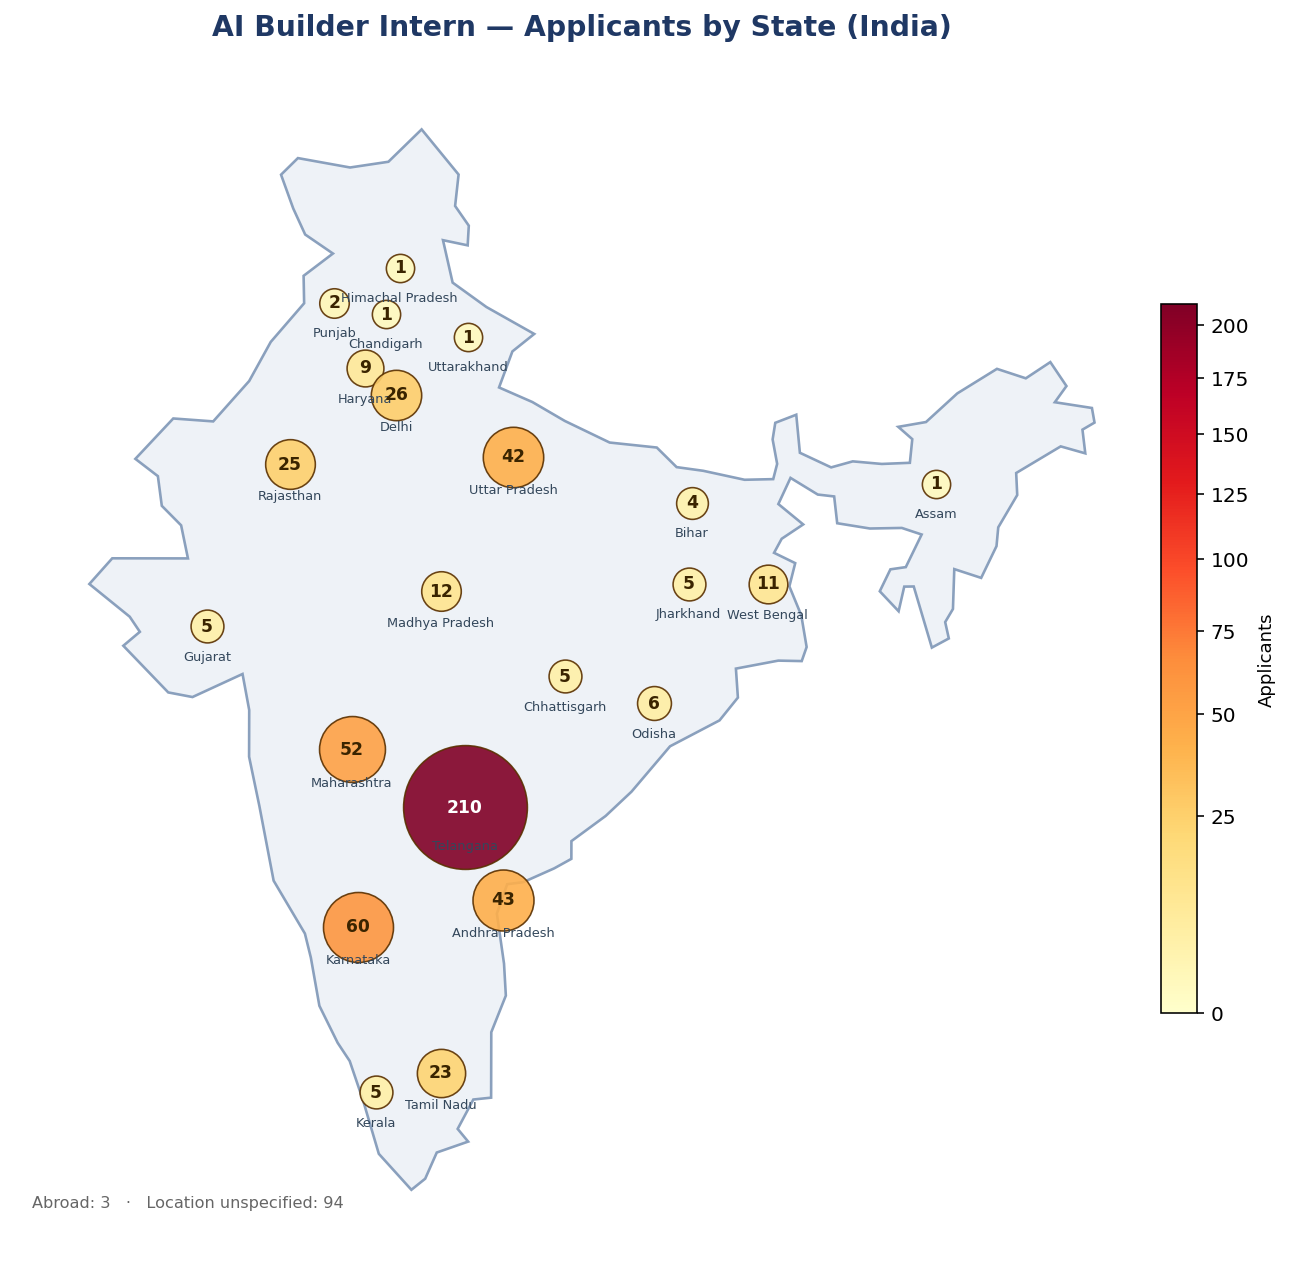 AI Builder Intern — Applicants by State (India)
1
Himachal Pradesh
2
Punjab
1
Chandigarh
1
Uttarakhand
9
Haryana
26
Delhi
25
Rajasthan
42
Uttar Pradesh
4
Bihar
1
Assam
5
Jharkhand
11
West Bengal
12
Madhya Pradesh
5
Gujarat
5
Chhattisgarh
6
Odisha
52
Maharashtra
210
Telangana
43
Andhra Pradesh
60
Karnataka
23
Tamil Nadu
5
Kerala
200
175
150
125
100
75
50
25
0
Applicants
Abroad: 3 · Location unspecified: 94